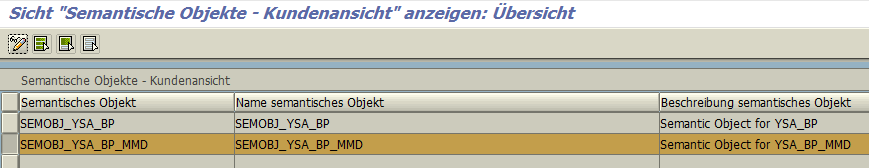 Sicht "Semantische Objekte - Kundenansicht" anzeigen: Übersicht
Semantische Objekte - Kundenansicht
Semantisches Objekt Name semantisches Objekt Beschreibung semantisches Objekt
SEMOBJ_YSA_BP SEMOBJ_YSA_BP Semantic Object for YSA_BP
SEMOBJ_YSA_BP_MMD SEMOBJ_YSA_BP_MMD Semantic Object for YSA_BP_MMD